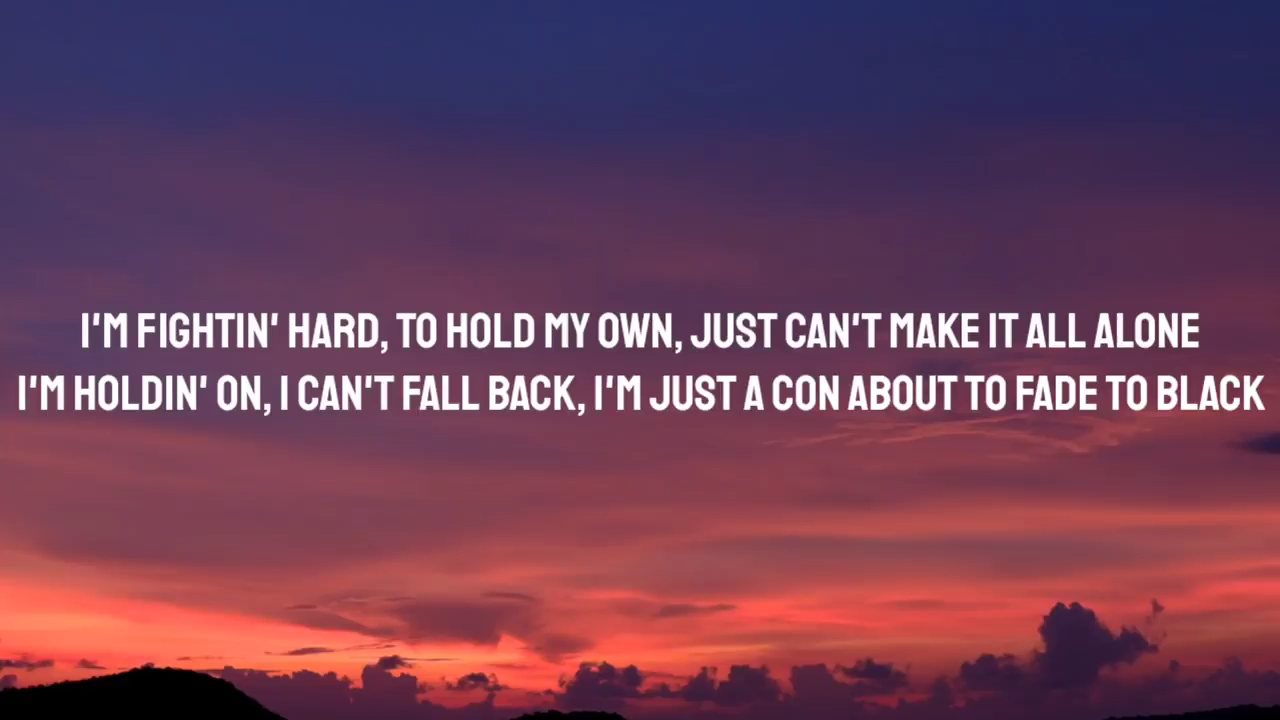 I'M FIGHTIN' HARD, TO HOLD MY OWN, JUST CAN'T MAKE IT ALL ALONE
I'M HOLDIN' ON, I CAN'T FALL BACK, I'M JUST A CON ABOUT TO FADE TO BLACK